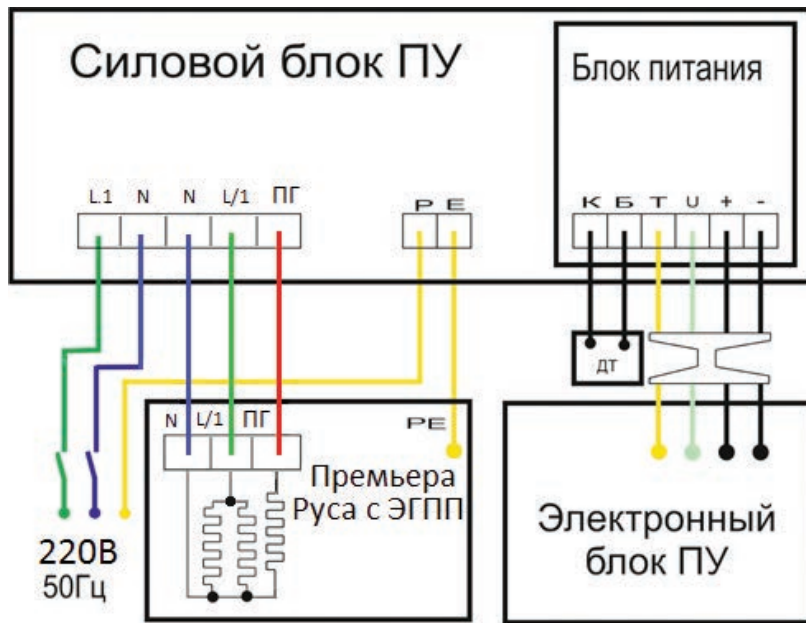 Силовой блок ПУ
Блок питания
L.1 N N L/1 ПГ
P E
К Б Т U + -
ДТ
N L/1 ПГ
PE
Премьера
Руса с ЭГПП
220В
50Гц
Электронный
блок ПУ